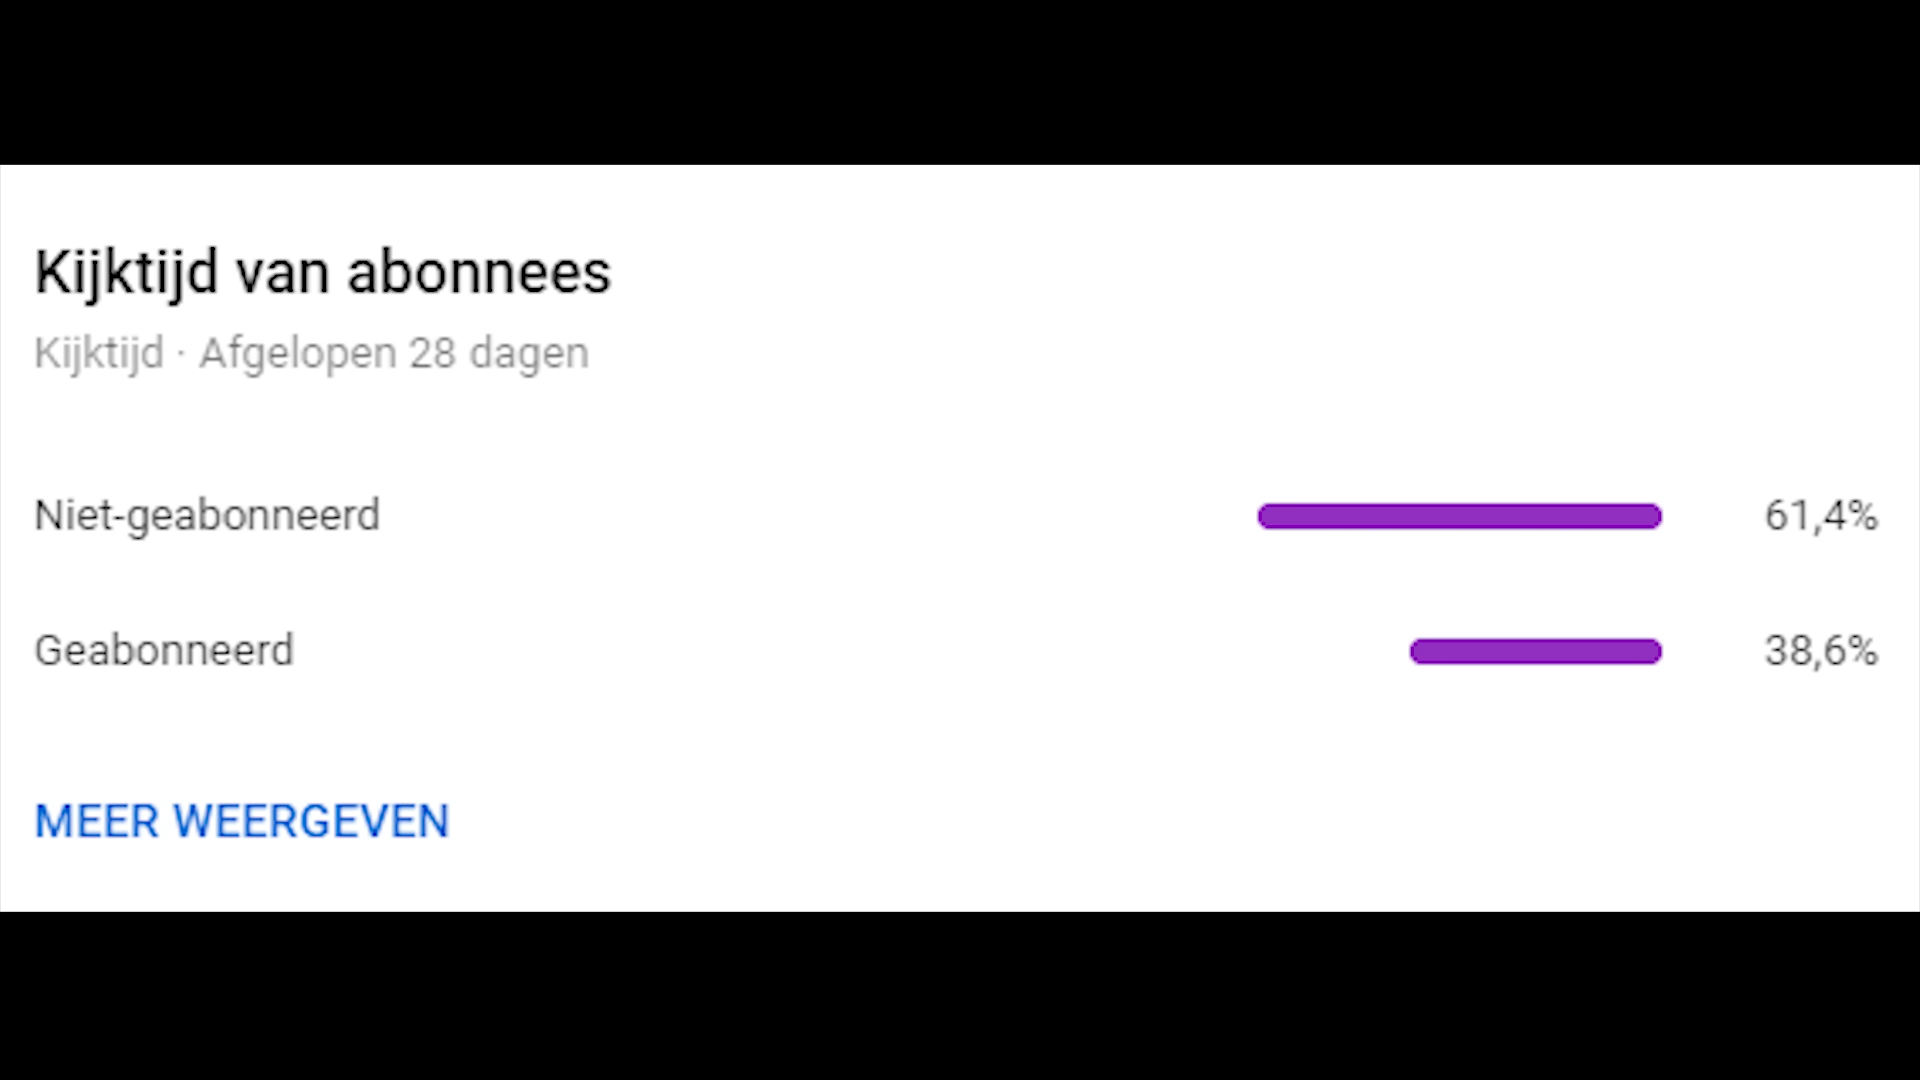 Kijktijd van abonnees
Kijktijd · Afgelopen 28 dagen
Niet-geabonneerd 61,4%
Geabonneerd 38,6%
MEER WEERGEVEN